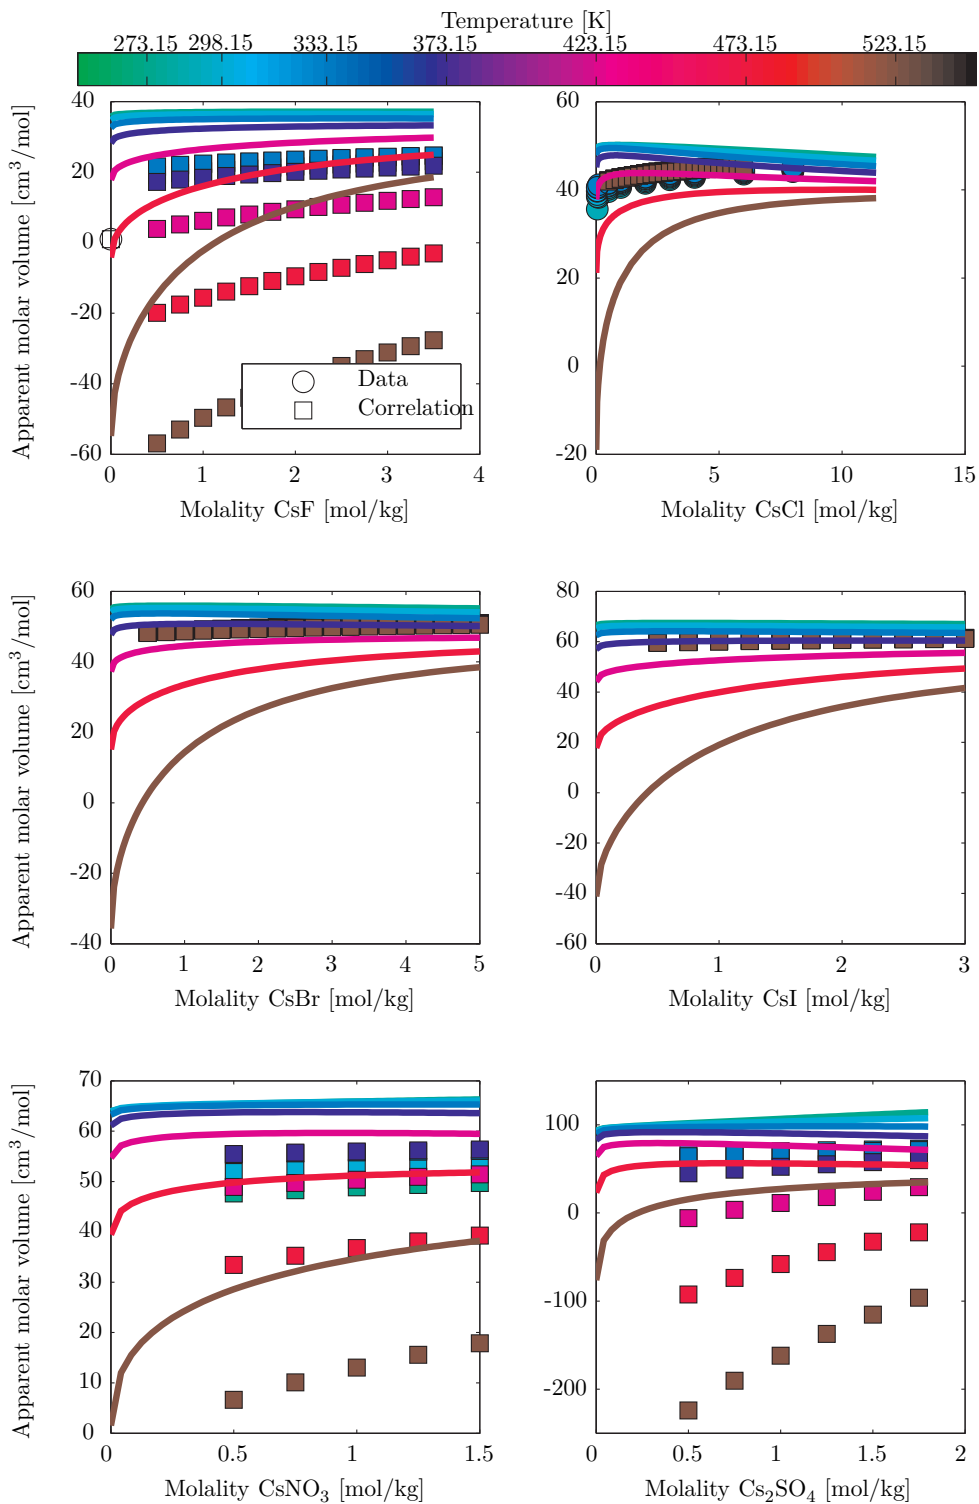 Temperature [K]
273.15 298.15 333.15 373.15 423.15 473.15 523.15
Apparent molar volume [cm³/mol]
40
20
0
-20
-40
-60
0 1 2 3 4
Molality CsF [mol/kg]
Data
Correlation
60
40
20
0
-20
0 5 10 15
Molality CsCl [mol/kg]
Apparent molar volume [cm³/mol]
60
40
20
0
-20
-40
0 1 2 3 4 5
Molality CsBr [mol/kg]
80
60
40
20
0
-20
-40
-60
0 1 2 3
Molality CsI [mol/kg]
Apparent molar volume [cm³/mol]
70
60
50
40
30
20
10
0
0 0.5 1 1.5
Molality CsNO₃ [mol/kg]
100
0
-100
-200
0 0.5 1 1.5 2
Molality Cs₂SO₄ [mol/kg]